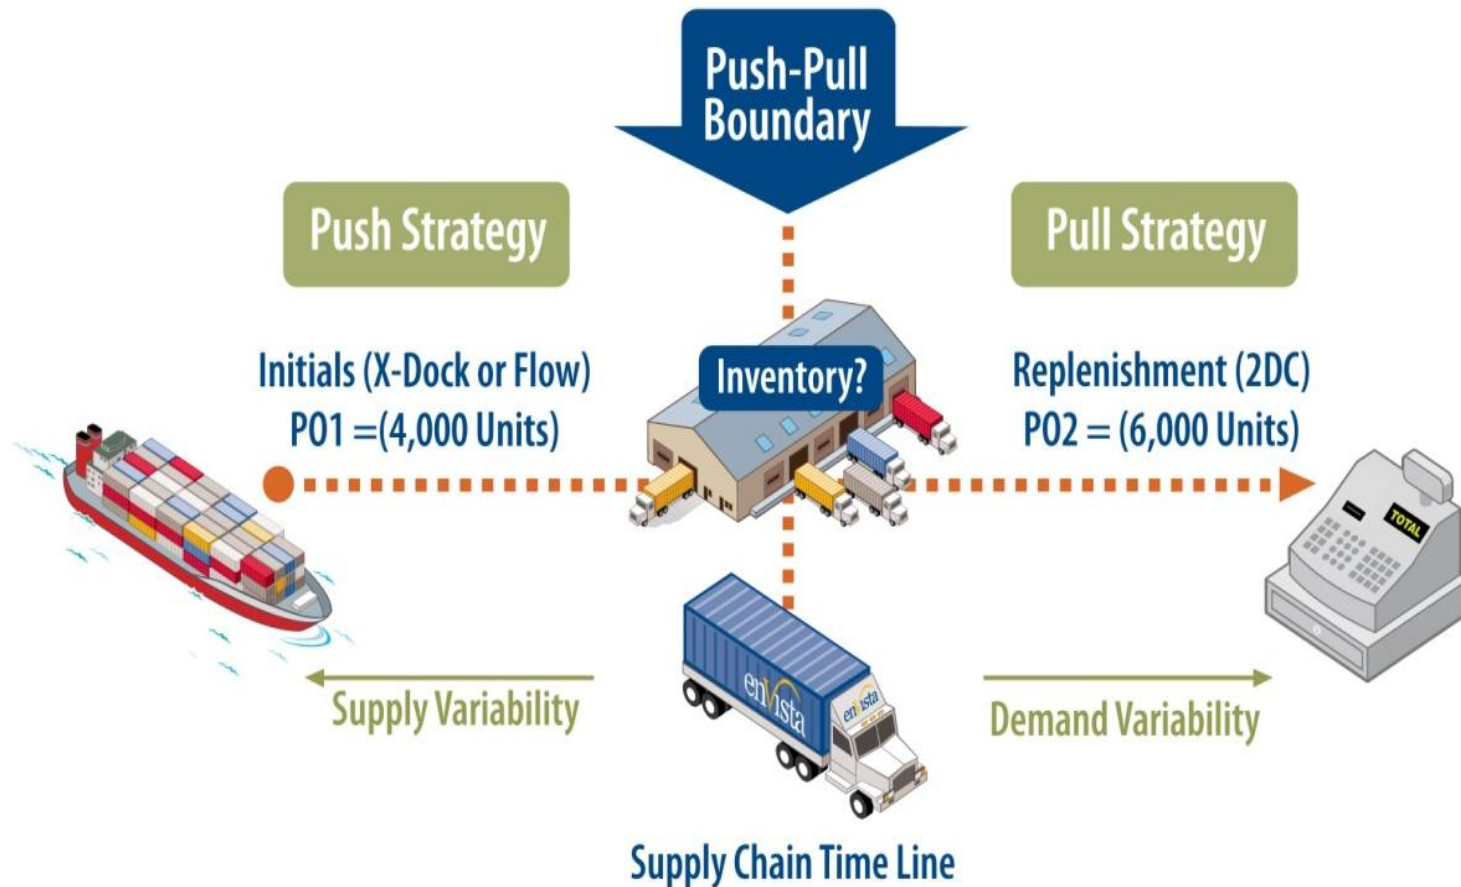 Push-Pull
Boundary
Push Strategy
Pull Strategy
Initials (X-Dock or Flow)
PO1 =(4,000 Units)
Inventory?
Replenishment (2DC)
PO2 = (6,000 Units)
TOTAL
Supply Variability
enVista
enVista
Demand Variability
Supply Chain Time Line